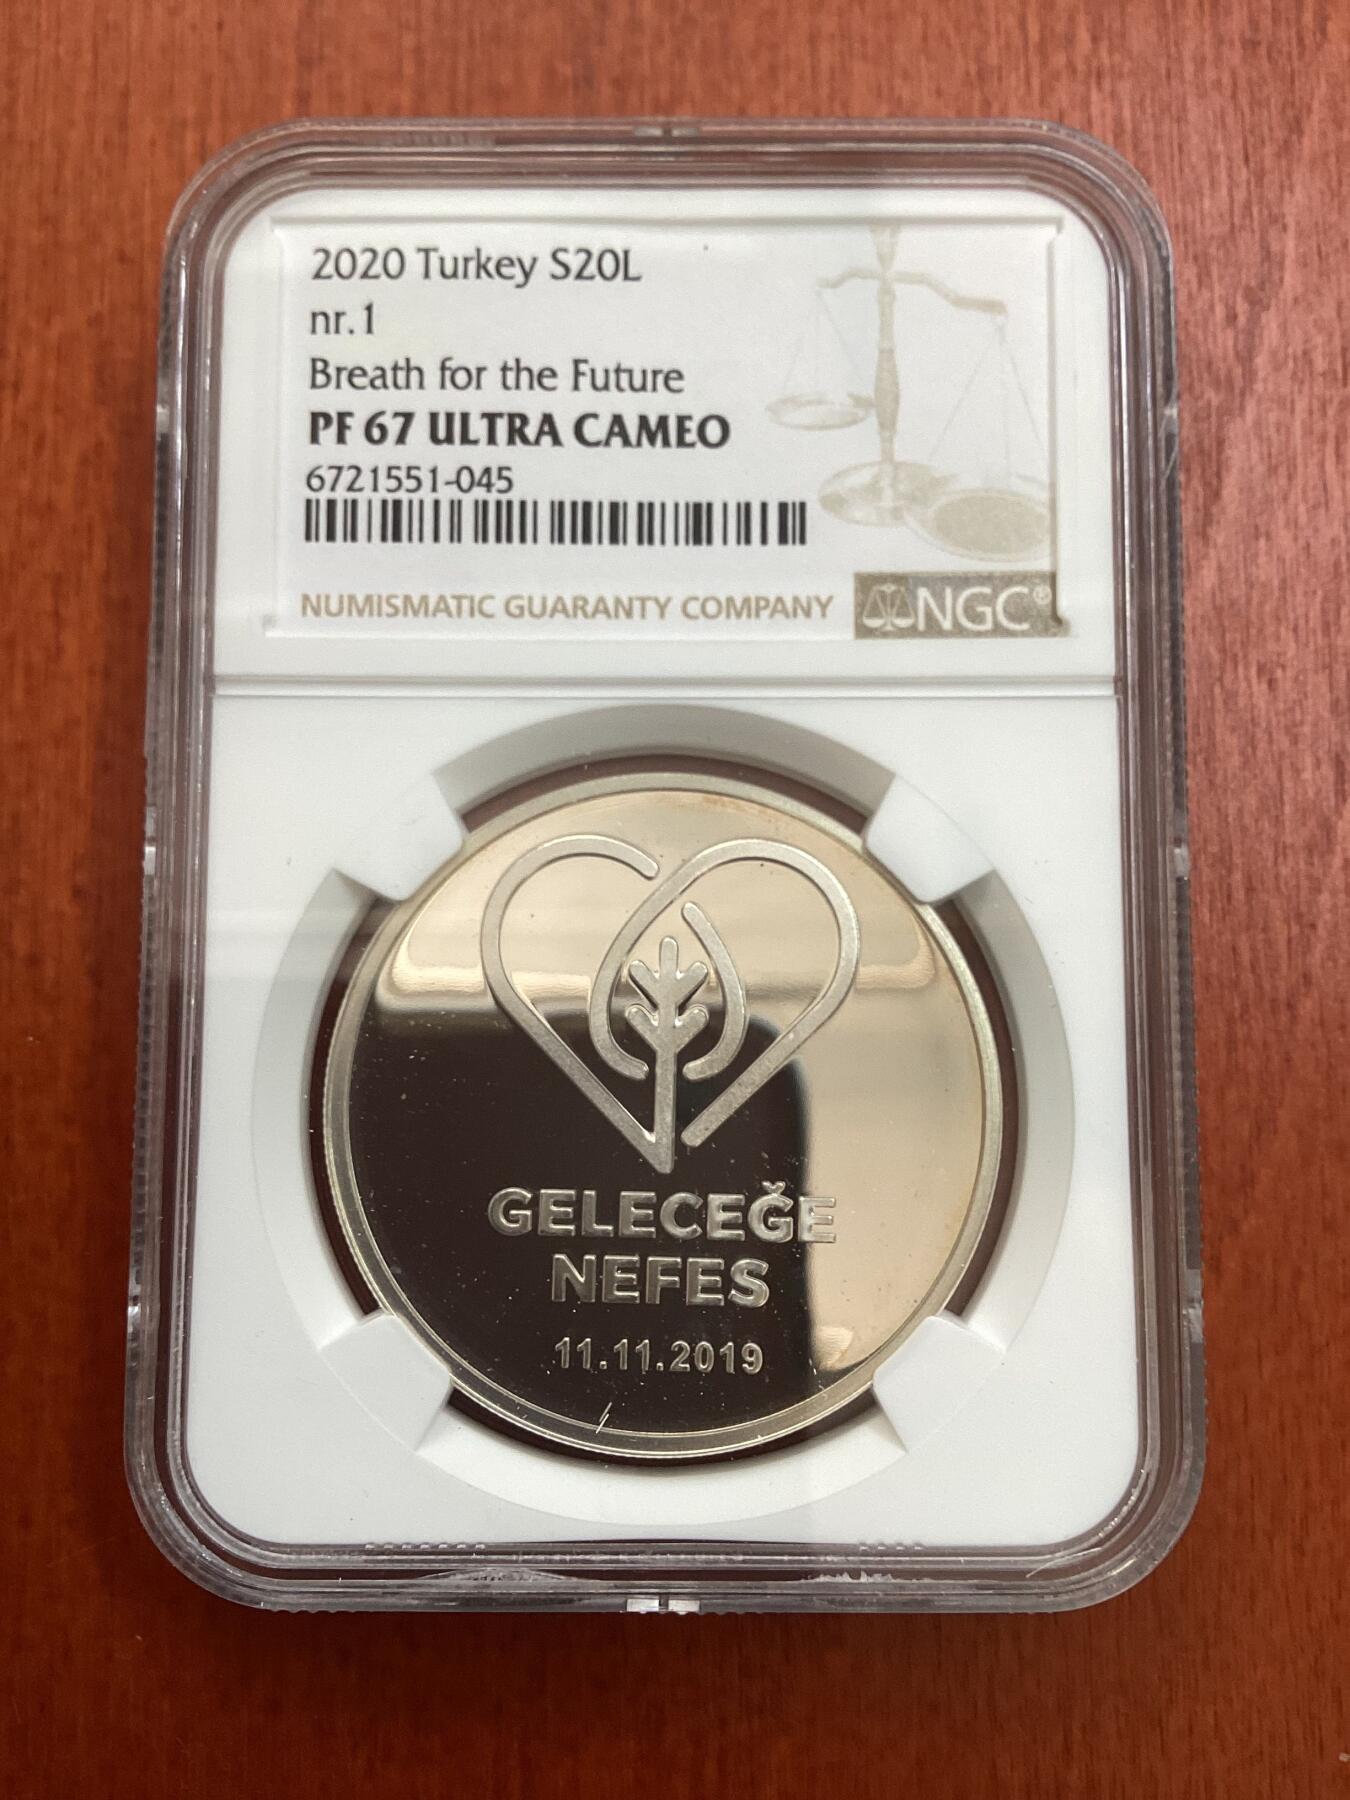 2020 Turkey S20L
nr.1
Breath for the Future
PF 67 ULTRA CAMEO
6721551-045
NUMISMATIC GUARANTY COMPANY
NGC®
GELECEĞE
NEFES
11.11.2019